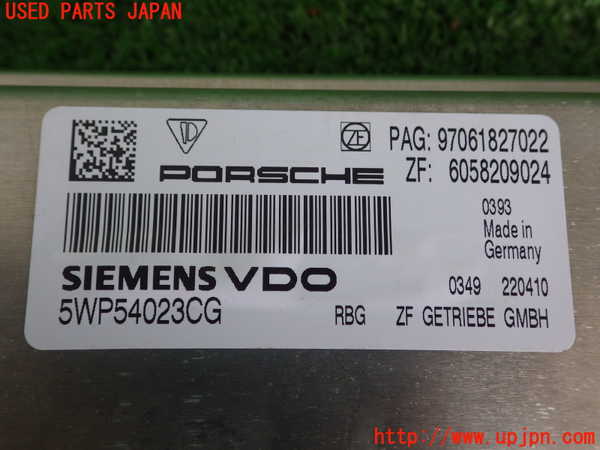 USED PARTS JAPAN
ZF
PAG: 97061827022
PORSCHE
ZF: 6058209024
0393
Made in
Germany
SIEMENS VDO
0349 220410
5WP54023CG
RBG ZF GETRIEBE GMBH
http://www.upjpn.com/